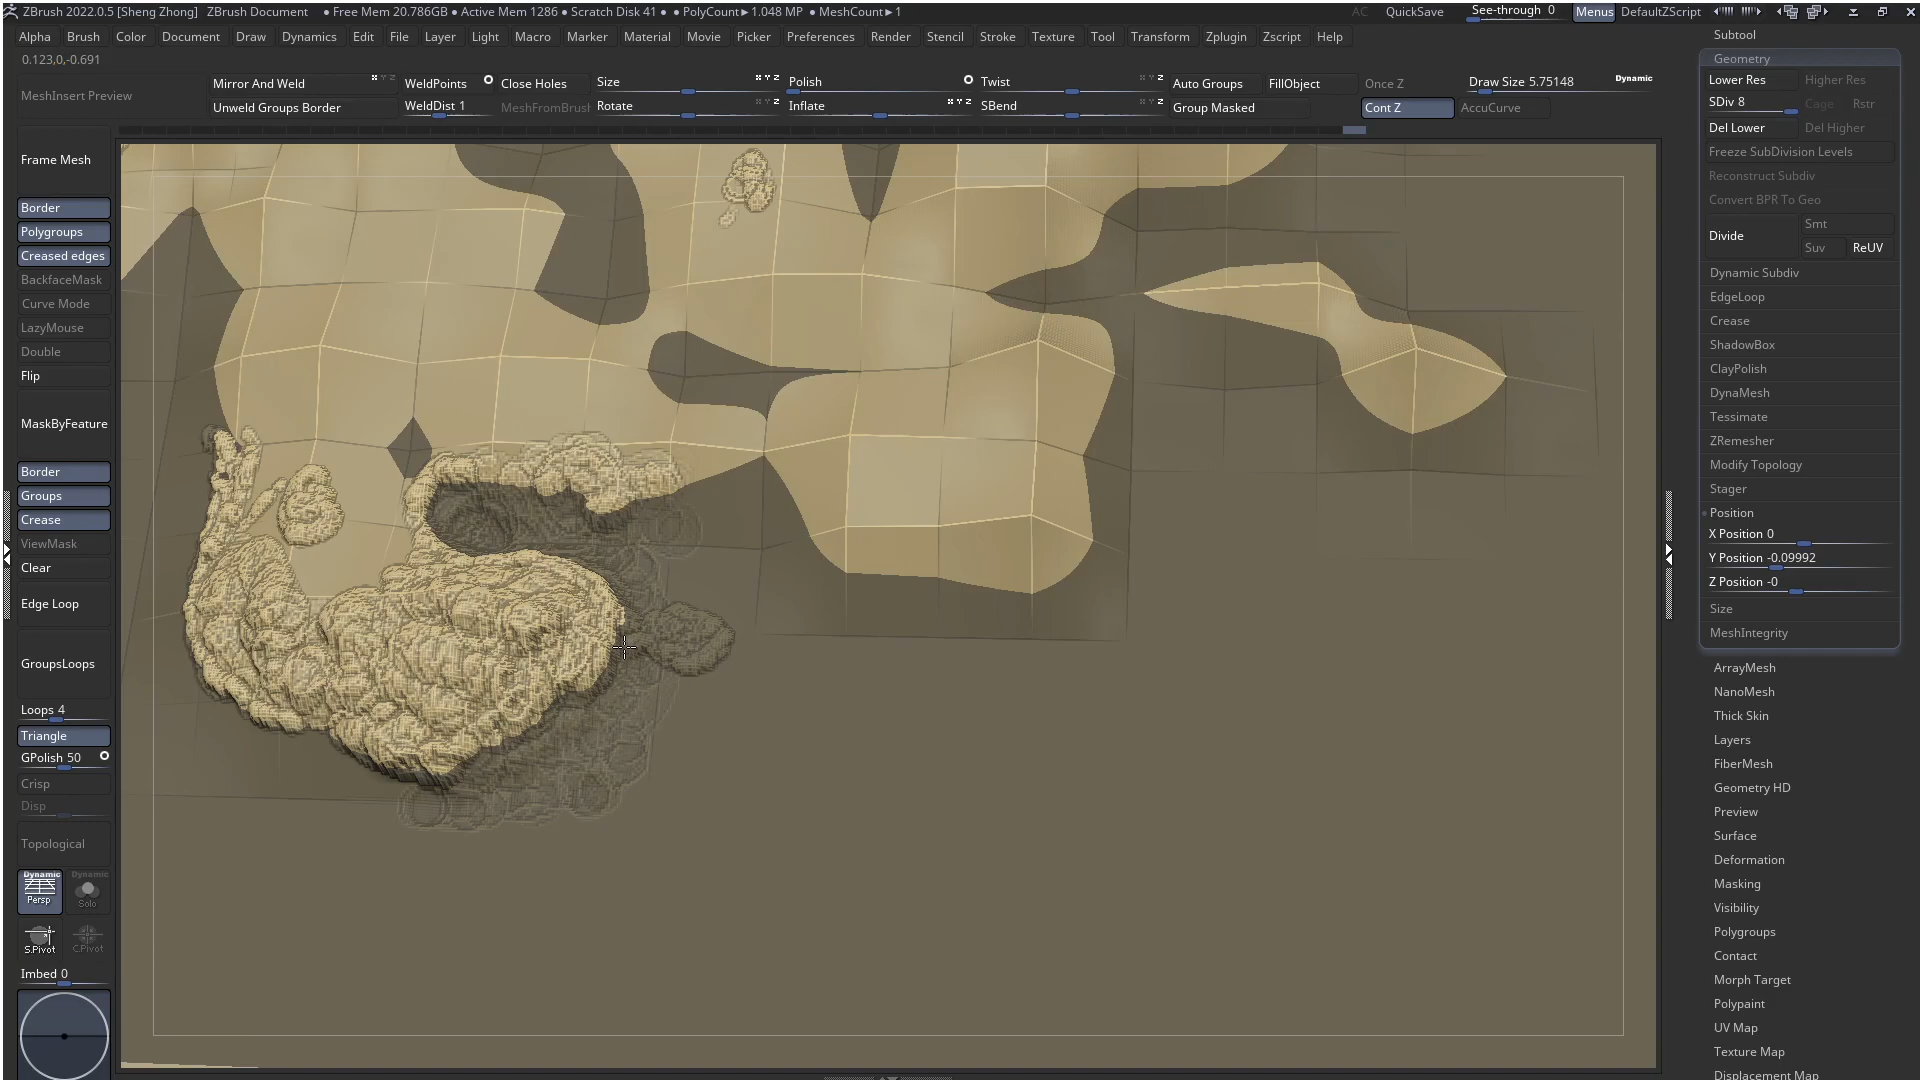 ZBrush 2022.0.5 [Sheng Zhong] ZBrush Document ● Free Mem 20.786GB ● Active Mem 1286 ● Scratch Disk 41 ● ● PolyCount ► 1.048 MP ● MeshCount ► 1 AC QuickSave See-through 0 Menus DefaultZScript
Alpha Brush Color Document Draw Dynamics Edit File Layer Light Macro Marker Material Movie Picker Preferences Render Stencil Stroke Texture Tool Transform Zplugin Zscript Help
0.123,0,-0.691
MeshInsert Preview
Mirror And Weld WeldPoints Close Holes Size Polish Twist Auto Groups FillObject Once Z Draw Size 5.75148 Dynamic
Unweld Groups Border WeldDist 1 MeshFromBrush Rotate Inflate SBend Group Masked Cont Z AccuCurve
Frame Mesh
Border
Polygroups
Creased edges
BackfaceMask
Curve Mode
LazyMouse
Double
Flip
MaskByFeature
Border
Groups
Crease
ViewMask
Clear
Edge Loop
GroupsLoops
Loops 4
Triangle
GPolish 50
Crisp
Disp
Topological
Dynamic Dynamic
Persp Solo
S.Pivot C.Pivot
Imbed 0
Subtool
Geometry
Lower Res Higher Res
SDiv 8 Cage Rstr
Del Lower Del Higher
Freeze SubDivision Levels
Reconstruct Subdiv
Convert BPR To Geo
Divide Smt
Suv ReUV
Dynamic Subdiv
EdgeLoop
Crease
ShadowBox
ClayPolish
DynaMesh
Tessimate
ZRemesher
Modify Topology
Stager
Position
X Position 0
Y Position -0.09992
Z Position -0
Size
MeshIntegrity
ArrayMesh
NanoMesh
Thick Skin
Layers
FiberMesh
Geometry HD
Preview
Surface
Deformation
Masking
Visibility
Polygroups
Contact
Morph Target
Polypaint
UV Map
Texture Map
Displacement Map